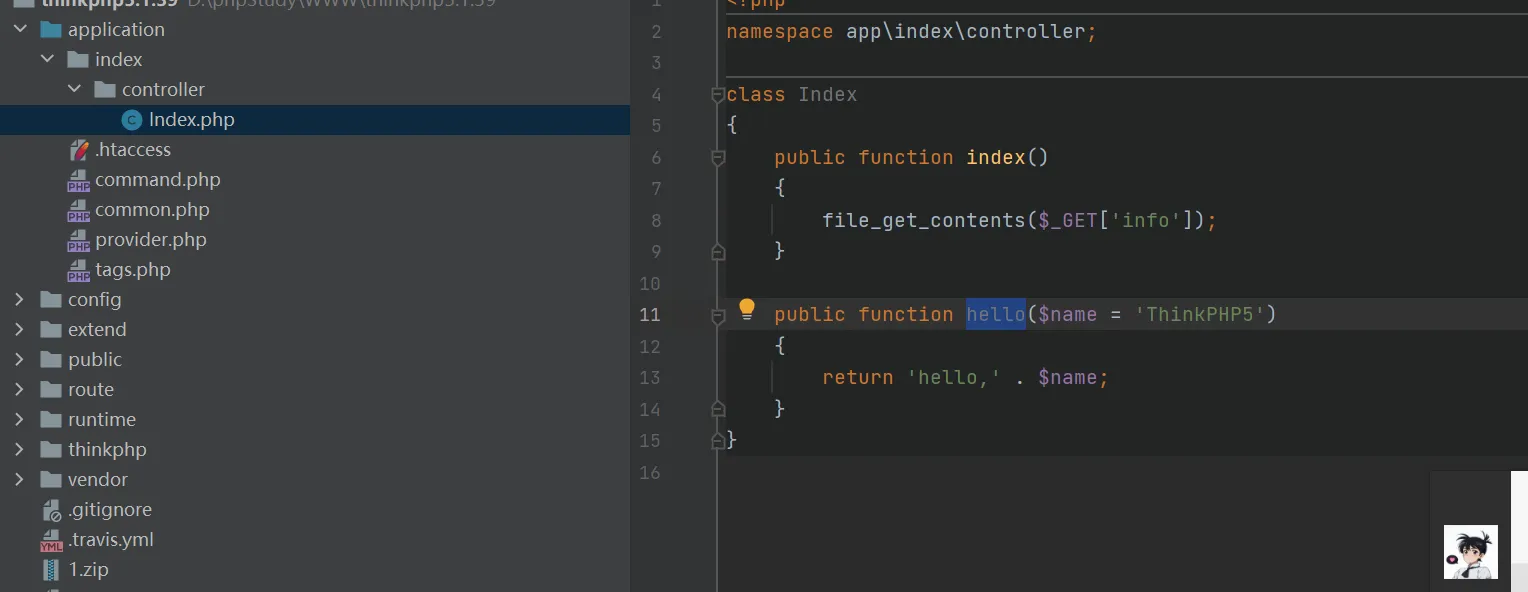 thinkphp5.1.39 D:\phpStudy\WWW\thinkphp5.1.39
application
index
controller
Index.php
.htaccess
command.php
common.php
provider.php
tags.php
config
extend
public
route
runtime
thinkphp
vendor
.gitignore
.travis.yml
1.zip
1 <?php
2 namespace app\index\controller;
3
4 class Index
5 {
6 public function index()
7 {
8 file_get_contents($_GET['info']);
9 }
10
11 public function hello($name = 'ThinkPHP5')
12 {
13 return 'hello,' . $name;
14 }
15 }
16